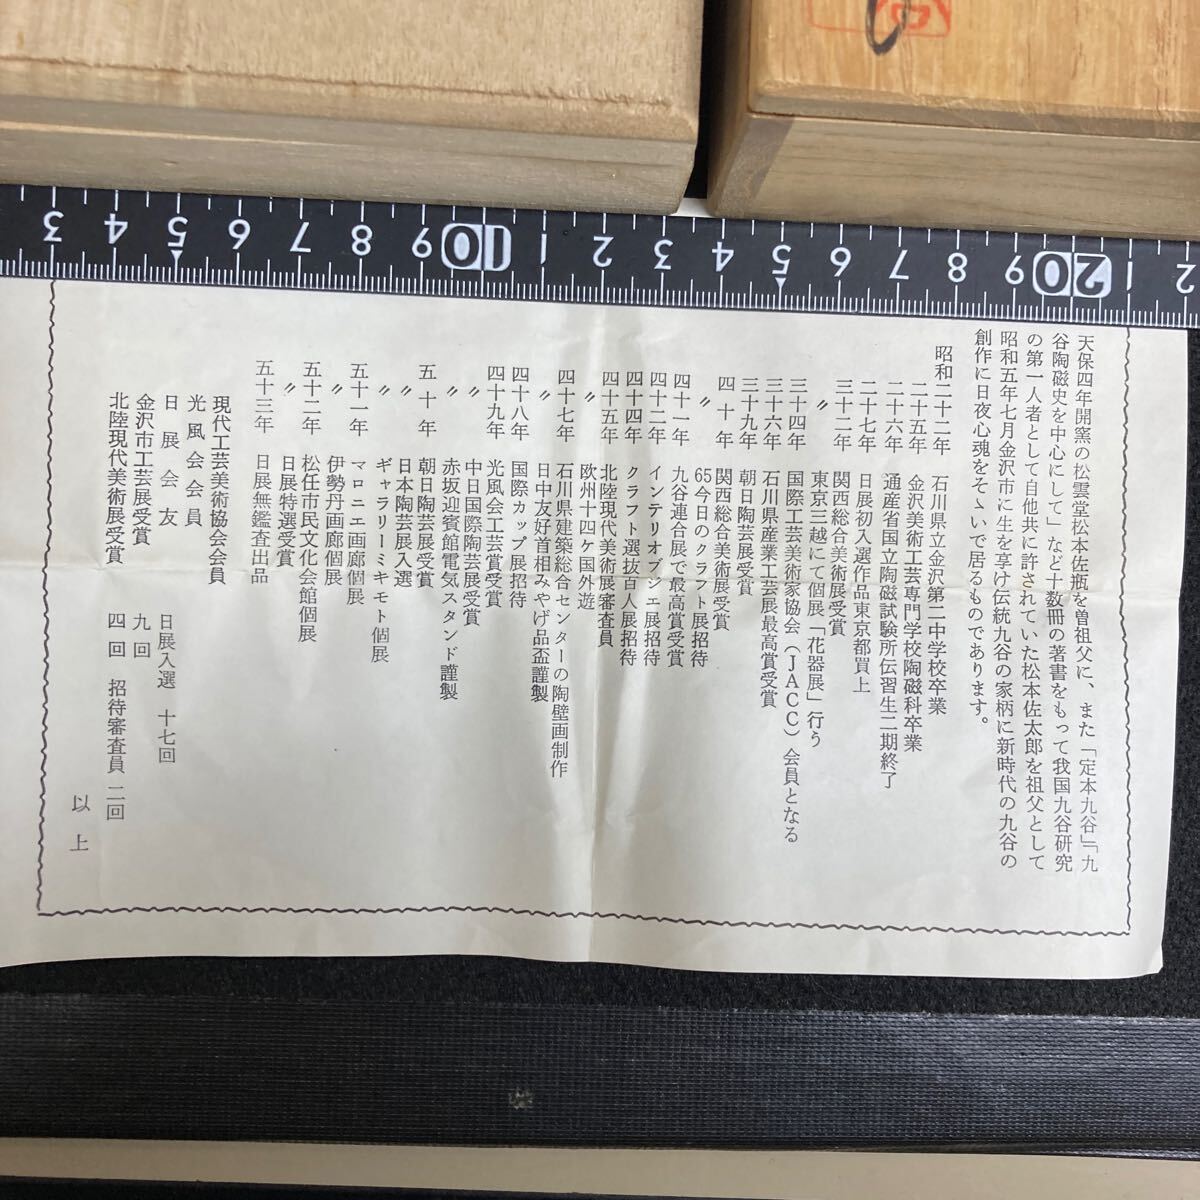 天保四年開窯の松雲堂松本佐瓶を曽祖父に、また「定本九谷」「九
谷陶磁史を中心にして」など十数冊の著書をもって我国九谷研究
の第一人者として自他共に許されていた松本佐太郎を祖父として
昭和五年七月金沢市に生を享け伝統九谷の家柄に新時代の九谷の
創作に日夜心魂をそゝいで居るものであります。
昭和二十二年 石川県立金沢第二中学校卒業
二十五年 金沢美術工芸専門学校陶磁科卒業
二十六年 通産省国立陶磁試験所伝習生二期終了
二十七年 日展初入選作品東京都買上
三十二年 関西総合美術展受賞
〃 東京三越にて個展「花器展」行う
三十四年 国際工芸美術家協会（JACC）会員となる
三十六年 石川県産業工芸展最高賞受賞
三十九年 朝日陶芸展受賞
四十年 関西総合美術展受賞
〃 65今日のクラフト展招待
四十一年 九谷連合展で最高賞受賞
四十二年 インテリオブジェ展招待
四十四年 クラフト選抜百人展招待
四十五年 北陸現代美術展審査員
〃 欧州十四ケ国外遊
四十七年 石川県建築総合センターの陶壁画制作
〃 日中友好首相みやげ品盃謹製
四十八年 国際カップ展招待
四十九年 光風会工芸賞受賞
〃 中日国際陶芸展受賞
〃 赤坂迎賓館電気スタンド謹製
五十年 朝日陶芸展受賞
〃 日本陶芸展入選
〃 ギャラリーミキモト個展
五十一年 マロニエ画廊個展
〃 伊勢丹画廊個展
五十二年 松任市民文化会館個展
〃 日展特選受賞
五十三年 日展無鑑査出品
現代工芸美術協会会員
光風会会員
日展会友 日展入選 十七回
金沢市工芸展受賞 九回
北陸現代美術展受賞 四回 招待審査員 二回
以上
3 4 5 6 7 8 9 10 1 2 3 4 5 6 7 8 9 20 1 2